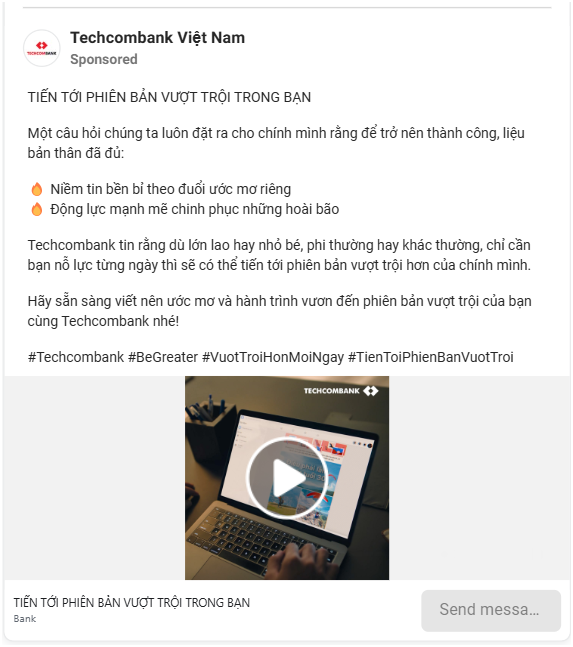 Techcombank Việt Nam
Sponsored
TIẾN TỚI PHIÊN BẢN VƯỢT TRỘI TRONG BẠN
Một câu hỏi chúng ta luôn đặt ra cho chính mình rằng để trở nên thành công, liệu
bản thân đã đủ:
🔥 Niềm tin bền bỉ theo đuổi ước mơ riêng
🔥 Động lực mạnh mẽ chinh phục những hoài bão
Techcombank tin rằng dù lớn lao hay nhỏ bé, phi thường hay khác thường, chỉ cần
bạn nỗ lực từng ngày thì sẽ có thể tiến tới phiên bản vượt trội hơn của chính mình.
Hãy sẵn sàng viết nên ước mơ và hành trình vươn đến phiên bản vượt trội của bạn
cùng Techcombank nhé!
#Techcombank #BeGreater #VuotTroiHonMoiNgay #TienToiPhienBanVuotTroi
TECHCOMBANK
TIẾN TỚI PHIÊN BẢN VƯỢT TRỘI TRONG BẠN
Bank
Send messa...